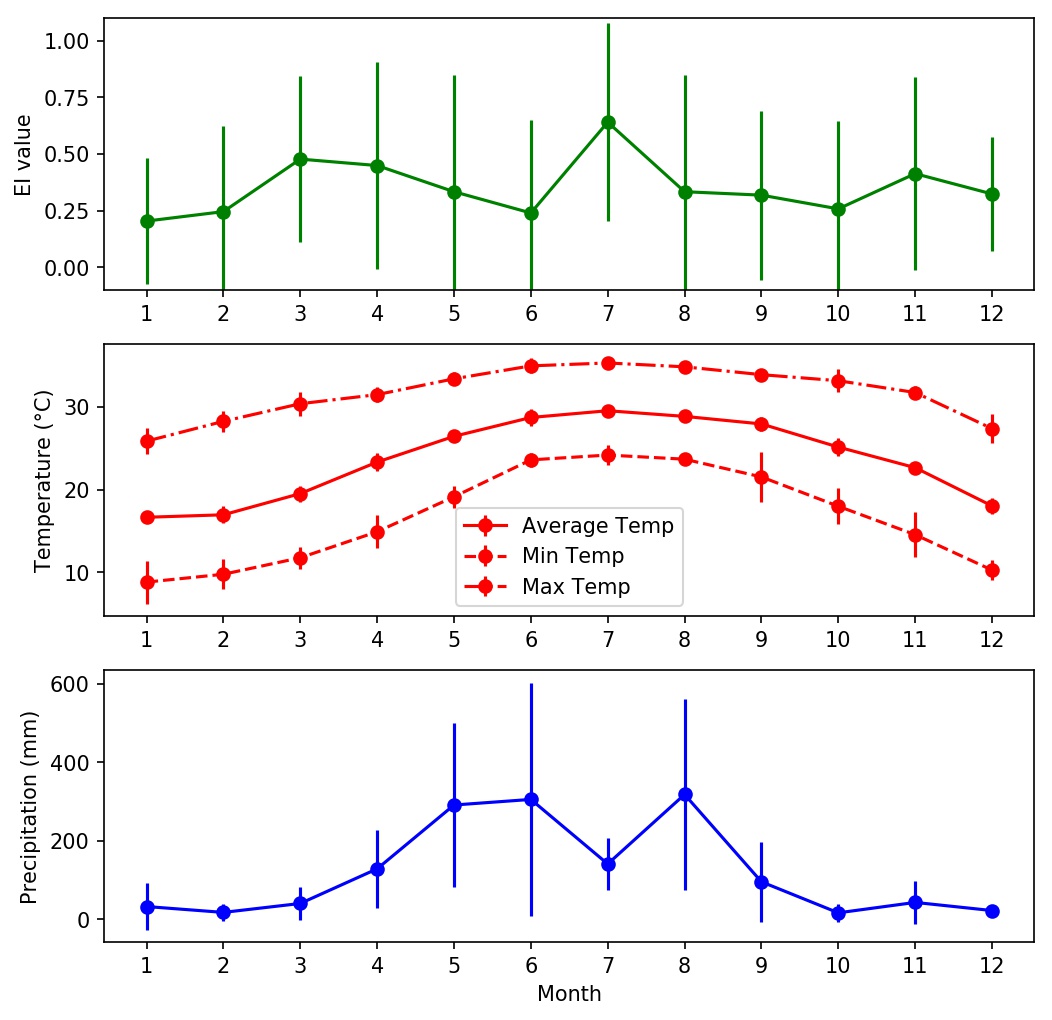 EI value
1.00
0.75
0.50
0.25
0.00
1 2 3 4 5 6 7 8 9 10 11 12
Temperature (°C)
30
20
10
Average Temp
Min Temp
Max Temp
1 2 3 4 5 6 7 8 9 10 11 12
Precipitation (mm)
600
400
200
0
1 2 3 4 5 6 7 8 9 10 11 12
Month